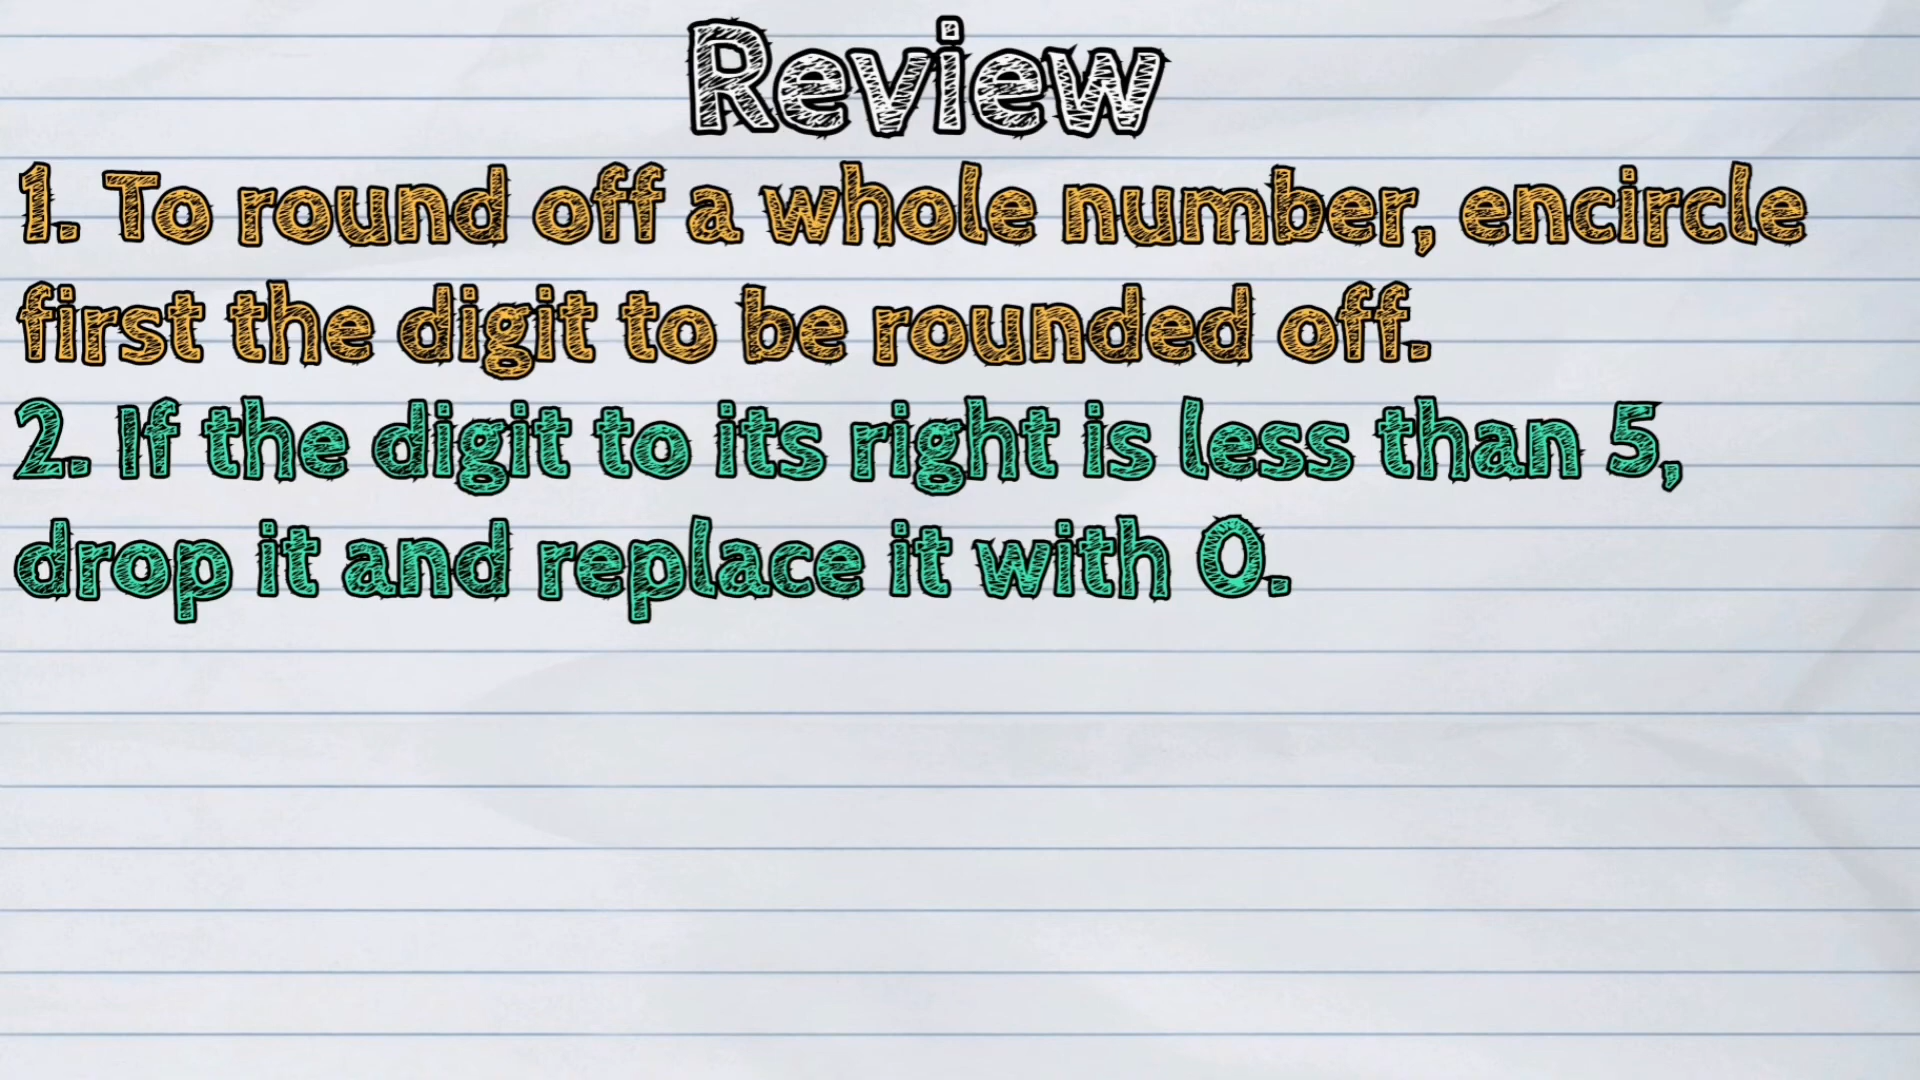 Review
1. To round off a whole number, encircle
first the digit to be rounded off.
2. If the digit to its right is less than 5,
drop it and replace it with 0.